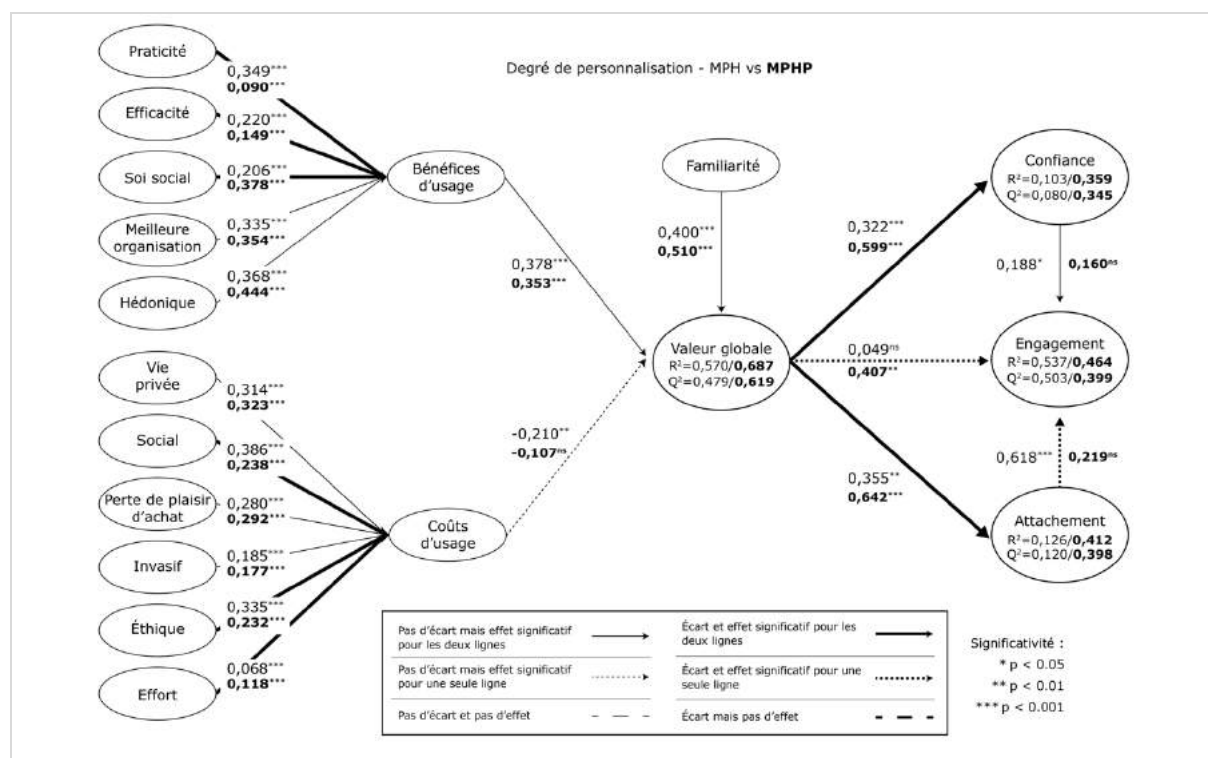 Degré de personnalisation - MPH vs MPHP
Praticité
0,349***
0,090***
Efficacité
0,220***
0,149***
Soi social
0,206***
0,378***
Meilleure
organisation
0,335***
0,354***
Hédonique
0,368***
0,444***
Bénéfices
d'usage
0,378***
0,353***
Vie
privée
0,314***
0,323***
Social
0,386***
0,238***
Perte de plaisir
d'achat
0,280***
0,292***
Invasif
0,185***
0,177***
Éthique
0,335***
0,232***
Effort
0,068***
0,118***
Coûts
d'usage
-0,210**
-0,107ns
Familiarité
0,400***
0,510***
Valeur globale
R²=0,570/0,687
Q²=0,479/0,619
0,322***
0,599***
0,049ns
0,407**
0,355**
0,642***
Confiance
R²=0,103/0,359
Q²=0,080/0,345
0,188* 0,160ns
Engagement
R²=0,537/0,464
Q²=0,503/0,399
0,618*** 0,219ns
Attachement
R²=0,126/0,412
Q²=0,120/0,398
Pas d'écart mais effet significatif
pour les deux lignes
Écart et effet significatif pour les
deux lignes
Pas d'écart mais effet significatif
pour une seule ligne
Écart et effet significatif pour une
seule ligne
Pas d'écart et pas d'effet
Écart mais pas d'effet
Significativité :
* p < 0.05
** p < 0.01
*** p < 0.001